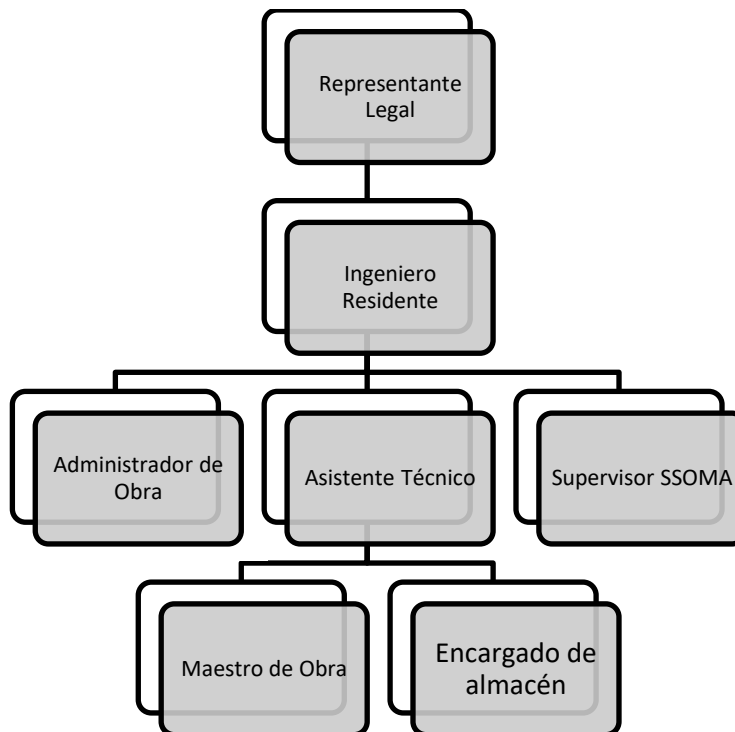 Representante
Legal
Ingeniero
Residente
Administrador de
Obra
Asistente Técnico
Supervisor SSOMA
Maestro de Obra
Encargado de
almacén